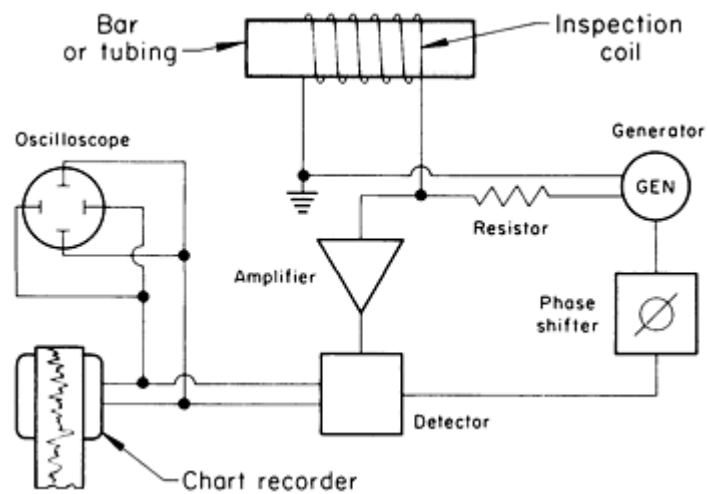 Bar
or tubing
Inspection
coil
Oscilloscope
Generator
GEN
Resistor
Amplifier
Phase
shifter
Detector
Chart recorder